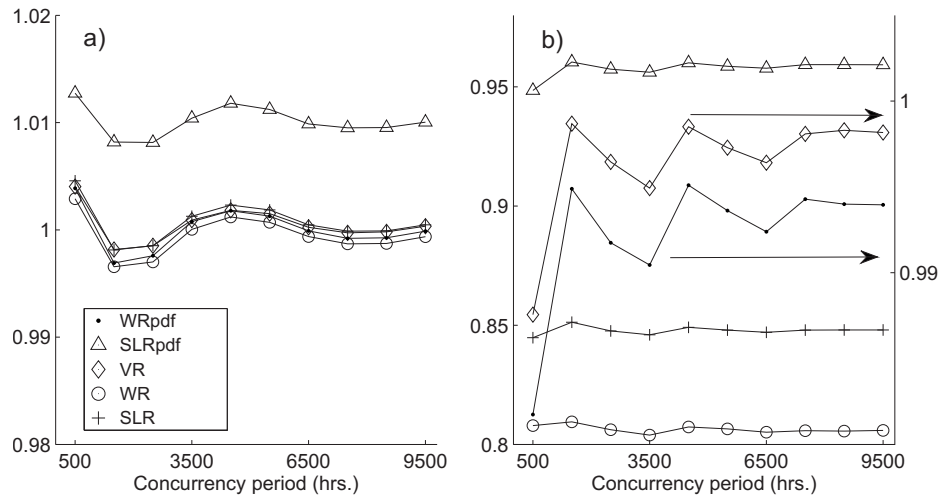 a)
1.02
1.01
1
0.99
0.98
WRpdf
SLRpdf
VR
WR
SLR
500
3500
6500
9500
Concurrency period (hrs.)
b)
0.95
0.9
0.85
0.8
1
0.99
500
3500
6500
9500
Concurrency period (hrs.)